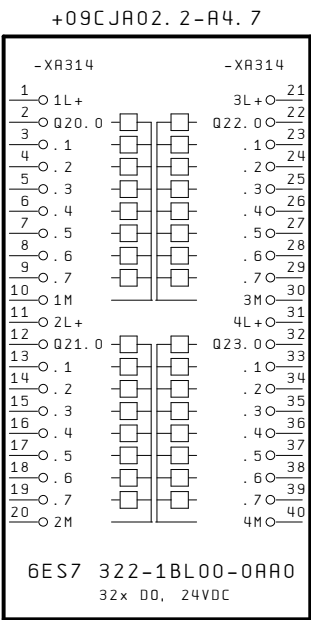 +09CJA02.2-A4.7
-XA314 -XA314
1 1L+ 3L+ 21
2 Q20.0 Q22.0 22
3 .1 .1 23
4 .2 .2 24
5 .3 .3 25
6 .4 .4 26
7 .5 .5 27
8 .6 .6 28
9 .7 .7 29
10 1M 3M 30
11 2L+ 4L+ 31
12 Q21.0 Q23.0 32
13 .1 .1 33
14 .2 .2 34
15 .3 .3 35
16 .4 .4 36
17 .5 .5 37
18 .6 .6 38
19 .7 .7 39
20 2M 4M 40
6ES7 322-1BL00-0AA0
32x DO, 24VDC